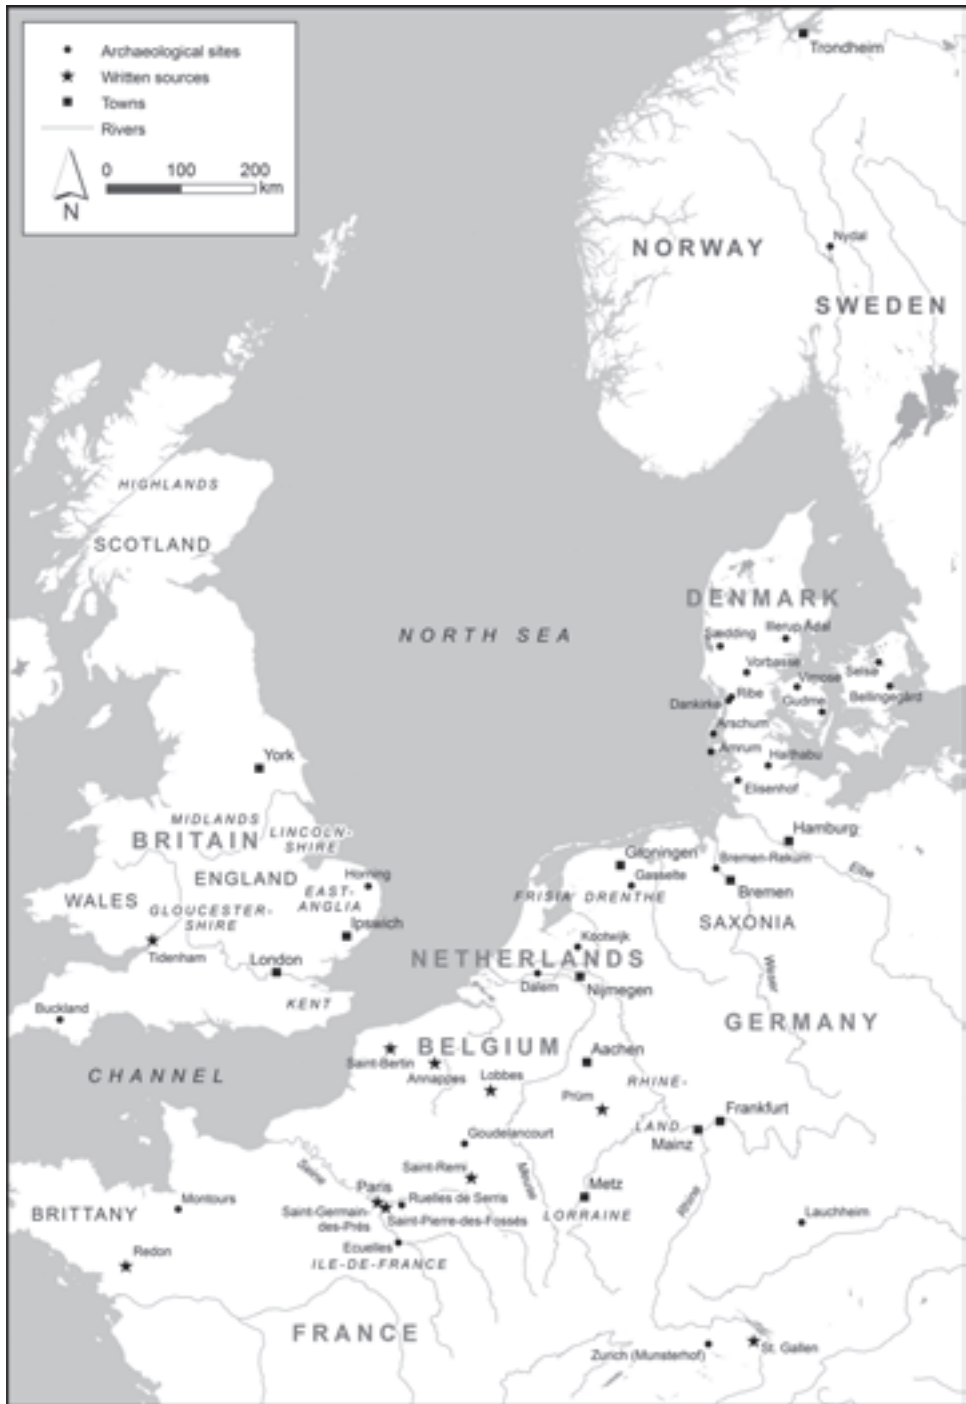 Archaeological sites
Written sources
Towns
Rivers
0 100 200
km
N
Trondheim
NORWAY
Nydal
SWEDEN
HIGHLANDS
SCOTLAND
NORTH SEA
DENMARK
Sædding
Illerup Ådal
Vorbasse
Vimose
Selsø
Ribe
Dankirke
Gudme
Bellingegård
Archsum
Amrum
Haithabu
Elisenhof
York
MIDLANDS
BRITAIN
LINCOLN-
SHIRE
Hamburg
Groningen
Bremen-Rekum
Elbe
Gasselte
Bremen
WALES
ENGLAND
Horning
EAST-
ANGLIA
FRISIA
DRENTHE
GLOUCESTER-
SHIRE
Ipswich
SAXONIA
Tidenham
London
Kootwijk
NETHERLANDS
Weser
Dalem
Nijmegen
KENT
Buckland
GERMANY
CHANNEL
Saint-Bertin
BELGIUM
Annappes
Lobbes
Aachen
RHINE-
LAND
Prüm
Frankfurt
Mainz
Goudelancourt
Seine
Saint-Remi
Meuse
Metz
Rhine
Montours
BRITTANY
Paris
Ruelles de Serris
Saint-Germain-
des-Prés
Saint-Pierre-des-Fossés
LORRAINE
Lauchheim
Redon
Ecuelles
ILE-DE-FRANCE
FRANCE
Zurich (Munsterhof)
St. Gallen